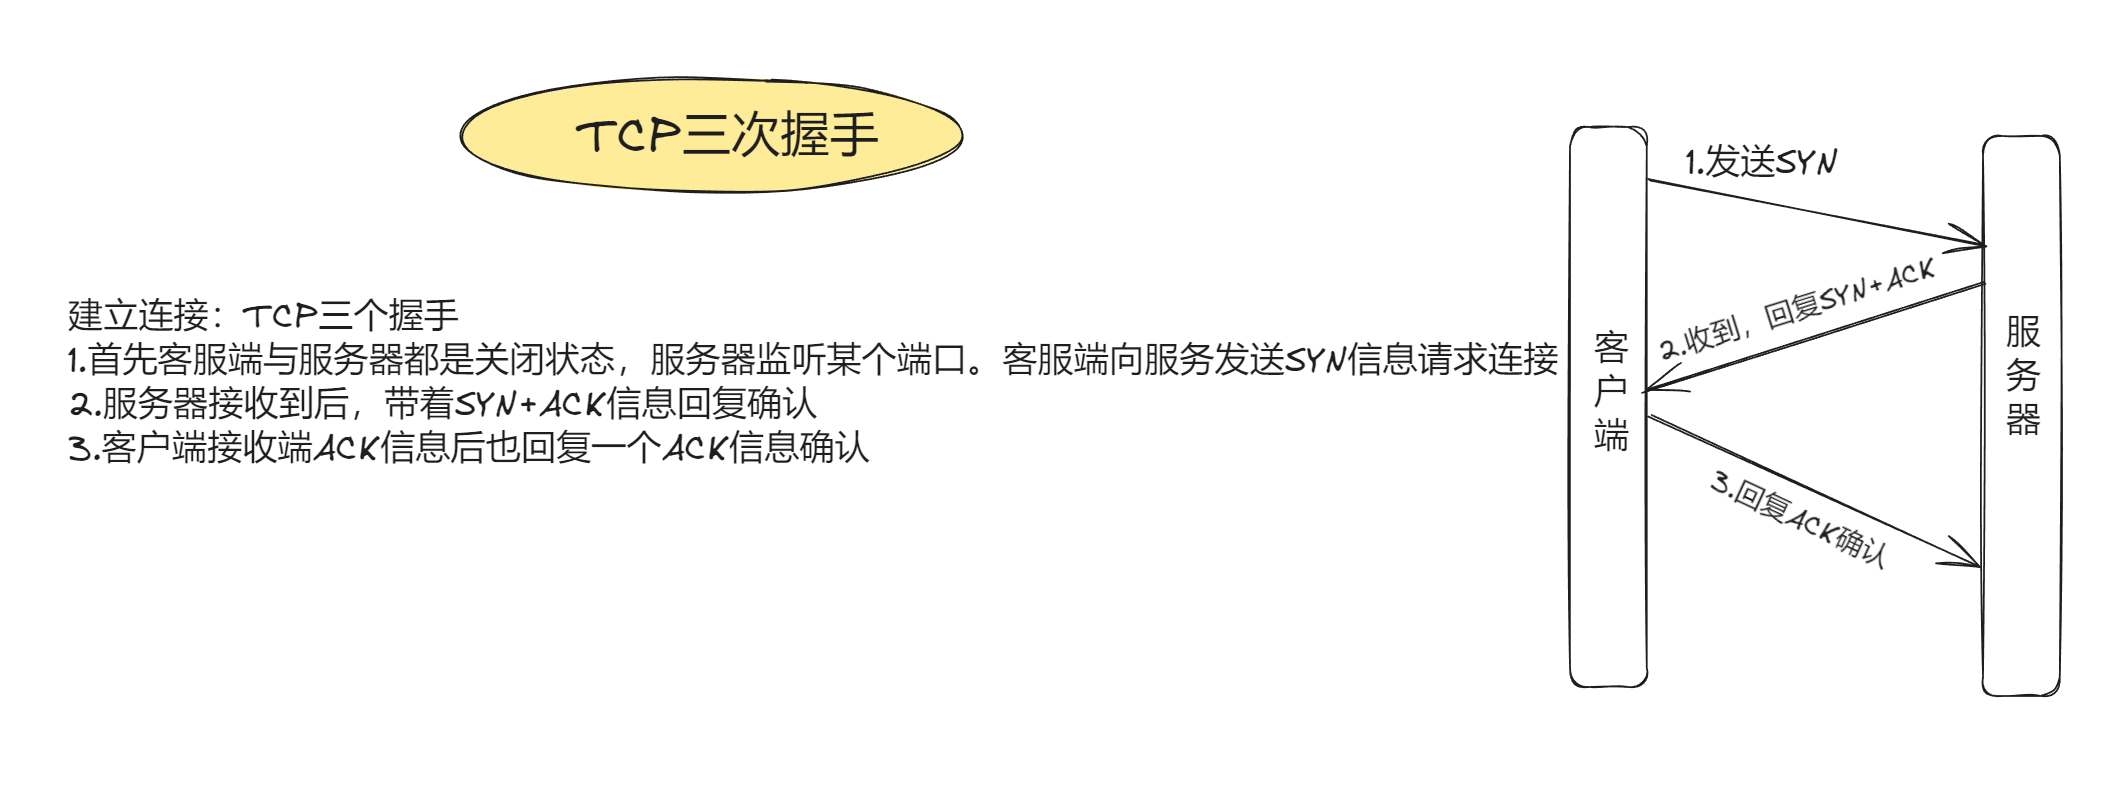 TCP三次握手
建立连接：TCP三个握手
1.首先客服端与服务器都是关闭状态，服务器监听某个端口。客服端向服务发送SYN信息请求连接
2.服务器接收到后，带着SYN+ACK信息回复确认
3.客户端接收端ACK信息后也回复一个ACK信息确认
1.发送SYN
2.收到，回复SYN+ACK
3.回复ACK确认
客户端
服务器